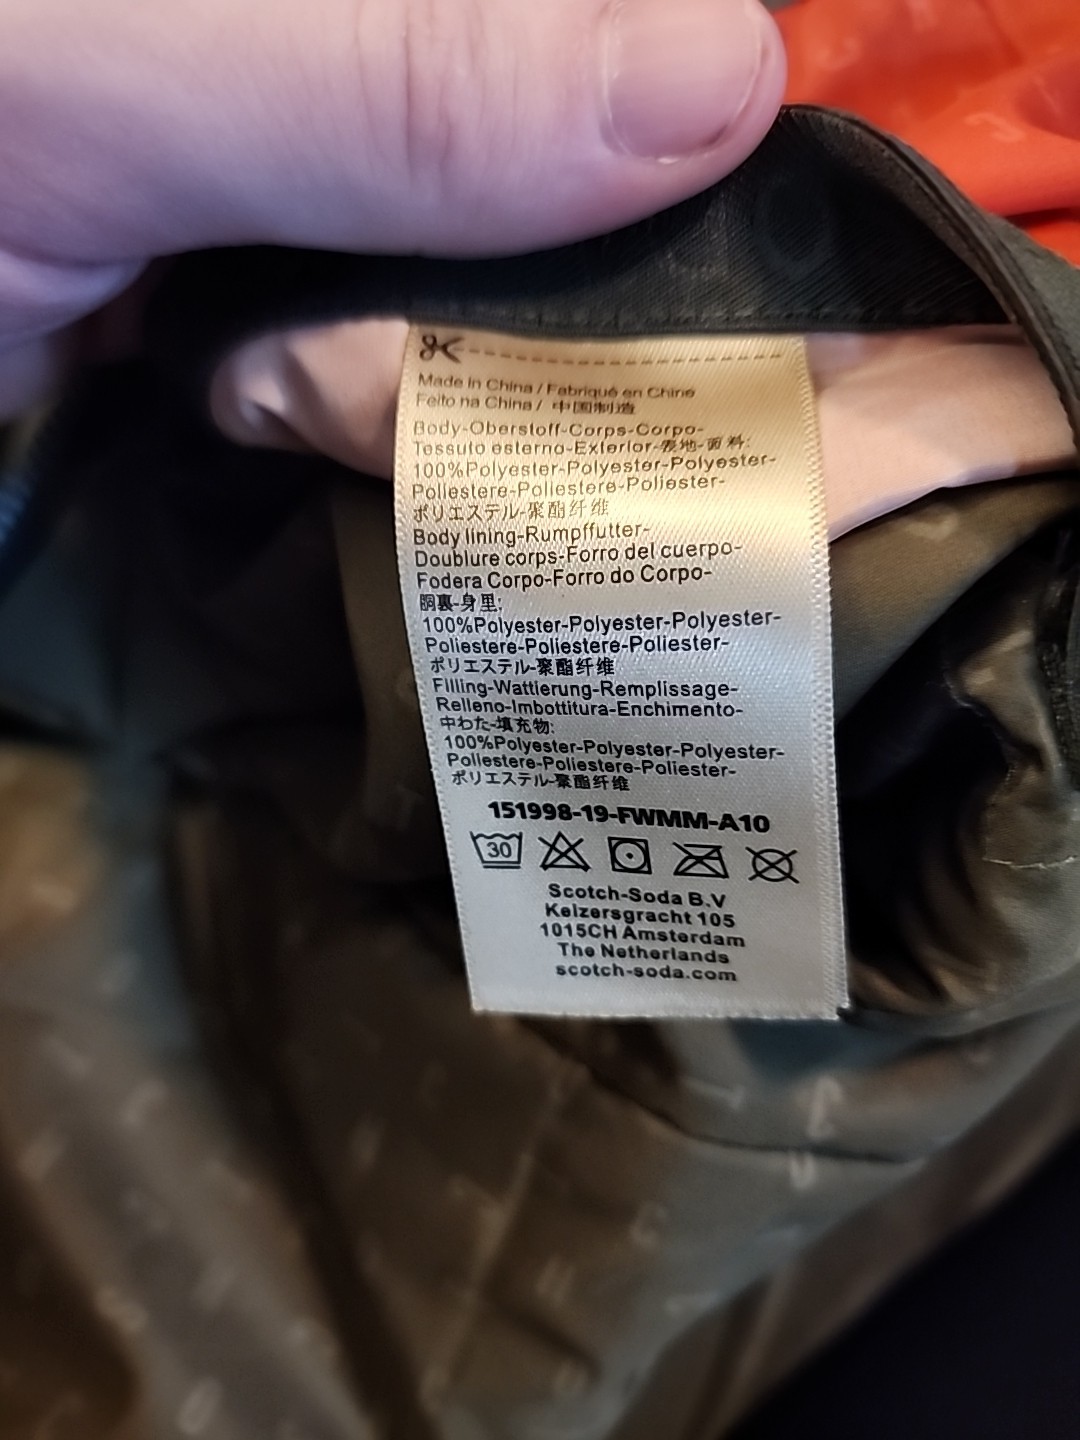 Made in China / Fabriqué en Chine
Feito na China / 中国制造
Body-Oberstoff-Corps-Corpo-
Tessuto esterno-Exterior-表地-面料:
100%Polyester-Polyester-Polyester-
Poliestere-Poliestere-Poliester-
ポリエステル-聚酯纤维
Body lining-Rumpffutter-
Doublure corps-Forro del cuerpo-
Fodera Corpo-Forro do Corpo-
胴裏-身里:
100%Polyester-Polyester-Polyester-
Poliestere-Poliestere-Poliester-
ポリエステル-聚酯纤维
Filling-Wattierung-Remplissage-
Relleno-Imbottitura-Enchimento-
中わた-填充物:
100%Polyester-Polyester-Polyester-
Poliestere-Poliestere-Poliester-
ポリエステル-聚酯纤维
151998-19-FWMM-A10
30
Scotch-Soda B.V
Keizersgracht 105
1015CH Amsterdam
The Netherlands
scotch-soda.com